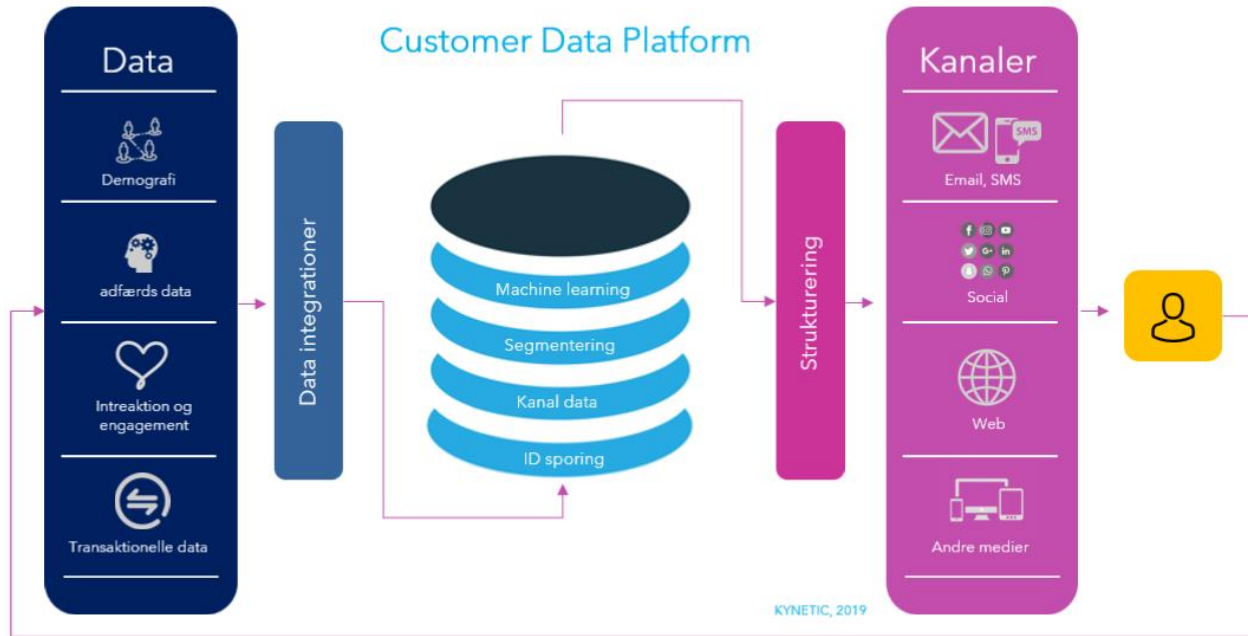 Customer Data Platform
Data
Demografi
adfærds data
Intreaktion og
engagement
Transaktionelle data
Data integrationer
Machine learning
Segmentering
Kanal data
ID sporing
Strukturering
Kanaler
SMS
Email, SMS
Social
Web
Andre medier
KYNETIC, 2019